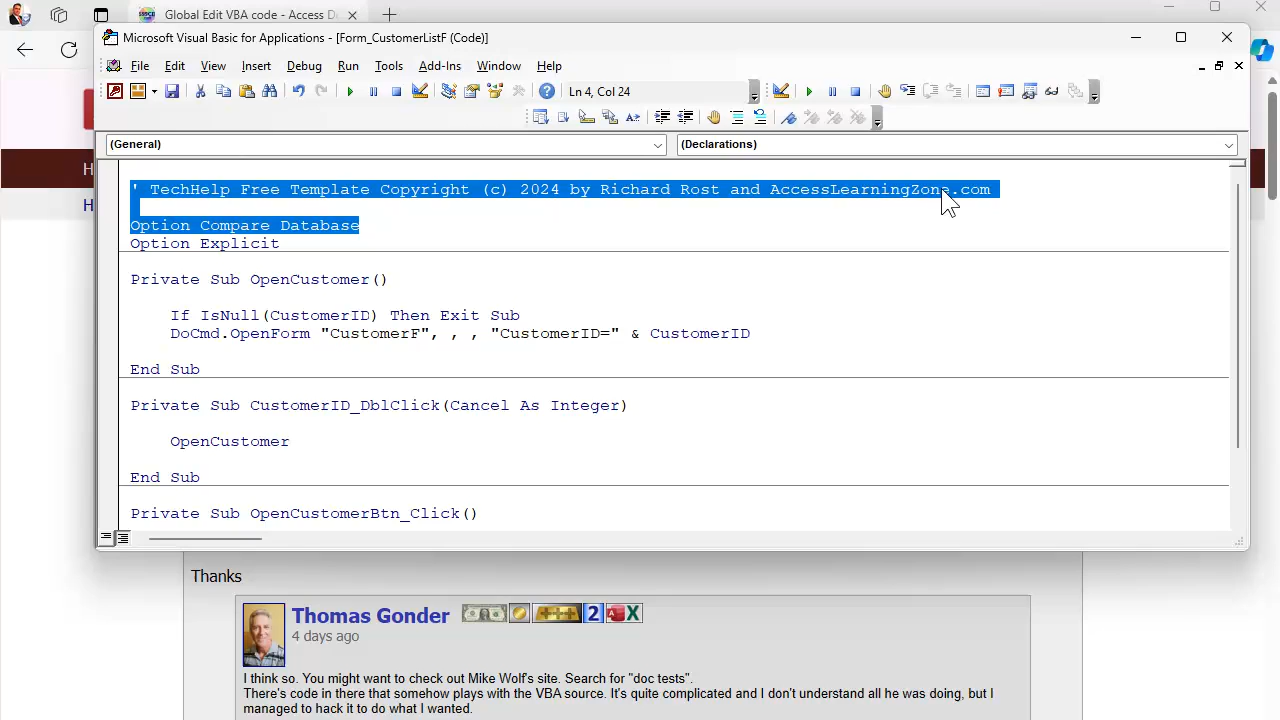 Global Edit VBA code - Access D
Microsoft Visual Basic for Applications - [Form_CustomerListF (Code)]
File Edit View Insert Debug Run Tools Add-Ins Window Help
Ln 4, Col 24
(General) (Declarations)
' TechHelp Free Template Copyright (c) 2024 by Richard Rost and AccessLearningZone.com
Option Compare Database
Option Explicit
Private Sub OpenCustomer()
If IsNull(CustomerID) Then Exit Sub
DoCmd.OpenForm "CustomerF", , , "CustomerID=" & CustomerID
End Sub
Private Sub CustomerID_DblClick(Cancel As Integer)
OpenCustomer
End Sub
Private Sub OpenCustomerBtn_Click()
H
H
Thanks
Thomas Gonder
2
4 days ago
I think so. You might want to check out Mike Wolf's site. Search for "doc tests".
There's code in there that somehow plays with the VBA source. It's quite complicated and I don't understand all he was doing, but I
managed to hack it to do what I wanted.